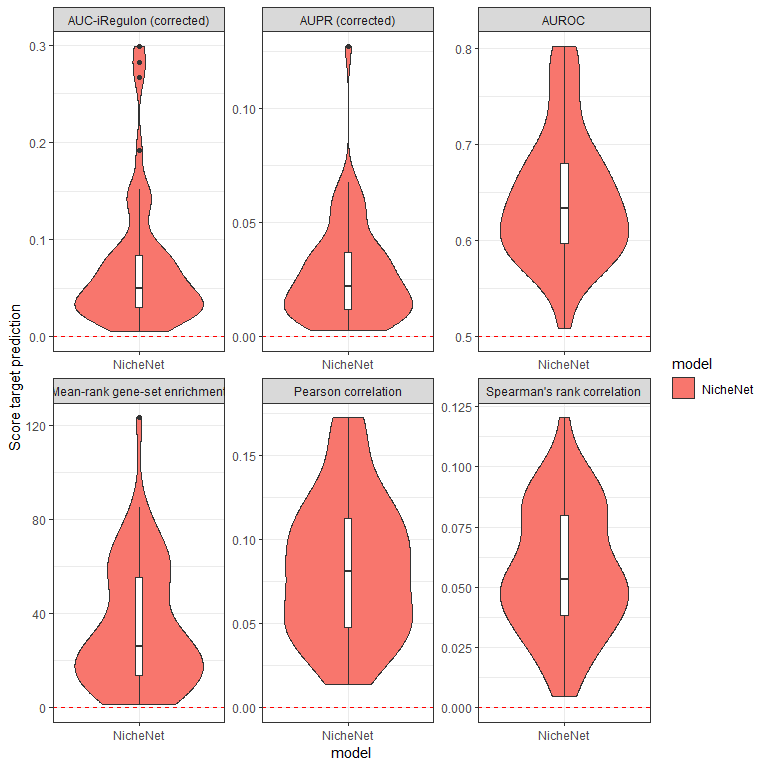 AUC-iRegulon (corrected)
AUPR (corrected)
AUROC
0.3
0.2
0.1
0.0
0.10
0.05
0.00
0.8
0.7
0.6
0.5
NicheNet
NicheNet
NicheNet
Score target prediction
Mean-rank gene-set enrichment
Pearson correlation
Spearman's rank correlation
120
80
40
0
0.15
0.10
0.05
0.00
0.125
0.100
0.075
0.050
0.025
0.000
NicheNet
NicheNet
NicheNet
model
model
NicheNet